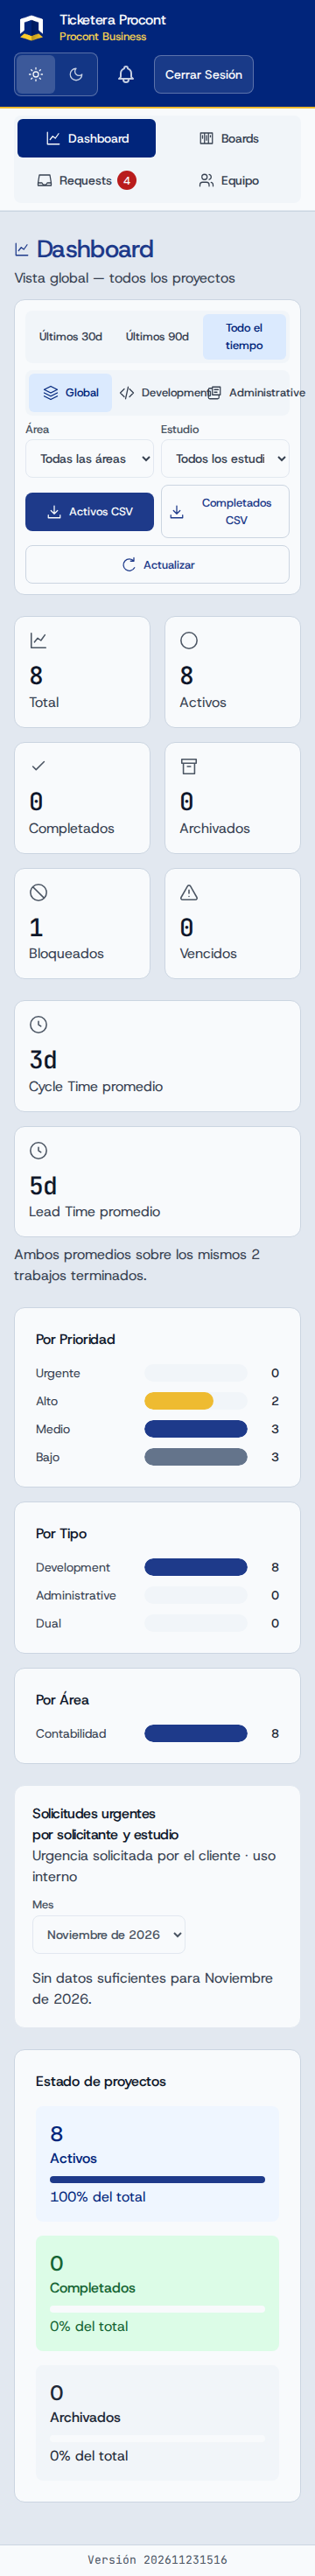 Ticketera Procont
Procont Business
Cerrar Sesión
Dashboard
Boards
Requests 4
Equipo
Dashboard
Vista global — todos los proyectos
Últimos 30d
Últimos 90d
Todo el
tiempo
Global
Development
Administrative
Área
Estudio
Todas las áreas
Todos los estudi
Activos CSV
Completados
CSV
Actualizar
8
Total
8
Activos
0
Completados
0
Archivados
1
Bloqueados
0
Vencidos
3d
Cycle Time promedio
5d
Lead Time promedio
Ambos promedios sobre los mismos 2
trabajos terminados.
Por Prioridad
Urgente 0
Alto 2
Medio 3
Bajo 3
Por Tipo
Development 8
Administrative 0
Dual 0
Por Área
Contabilidad 8
Solicitudes urgentes
por solicitante y estudio
Urgencia solicitada por el cliente · uso
interno
Mes
Noviembre de 2026
Sin datos suficientes para Noviembre
de 2026.
Estado de proyectos
8
Activos
100% del total
0
Completados
0% del total
0
Archivados
0% del total
Versión 202611231516